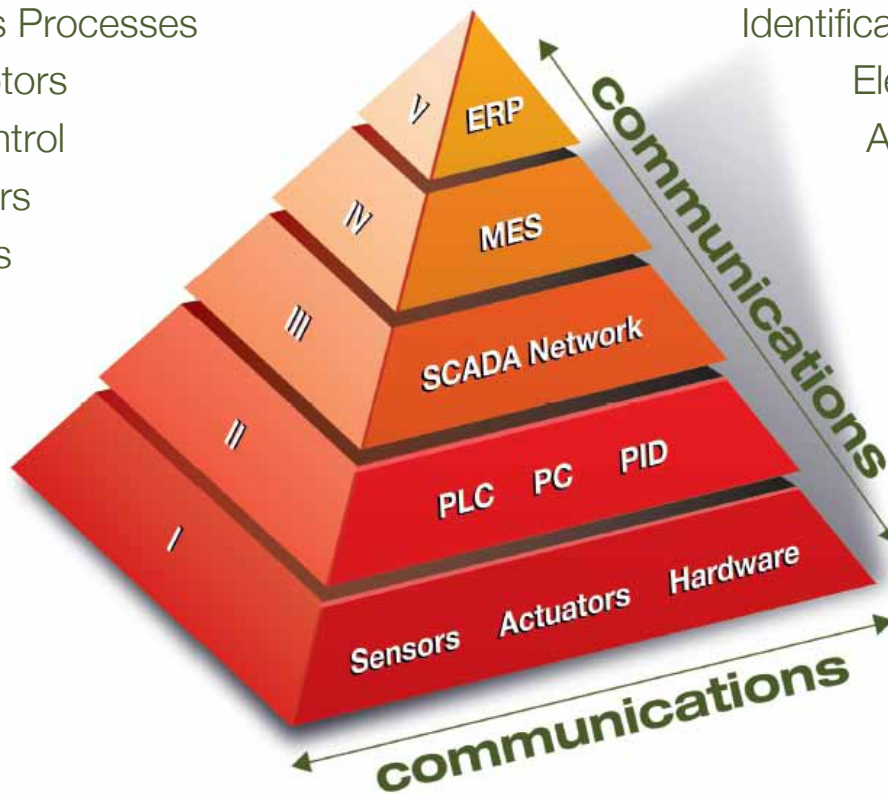 s Processes
otors
ntrol
rs
s
Identifica
Ele
A
V ERP
IV MES
III SCADA Network
II PLC PC PID
I Sensors Actuators Hardware
communications
communications